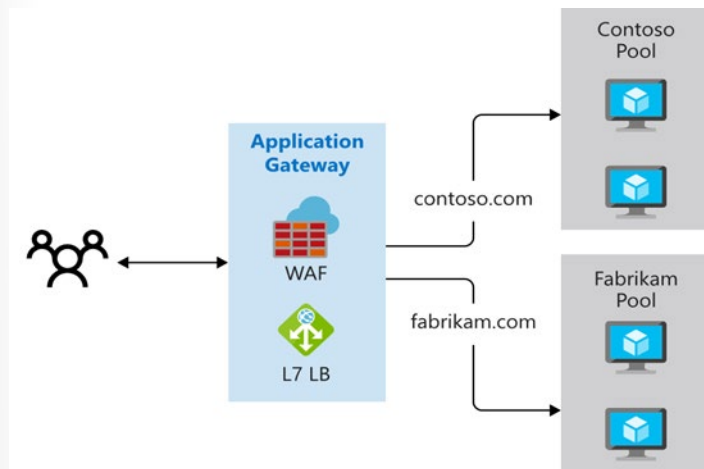 Application
Gateway
WAF
L7 LB
contoso.com
fabrikam.com
Contoso
Pool
Fabrikam
Pool